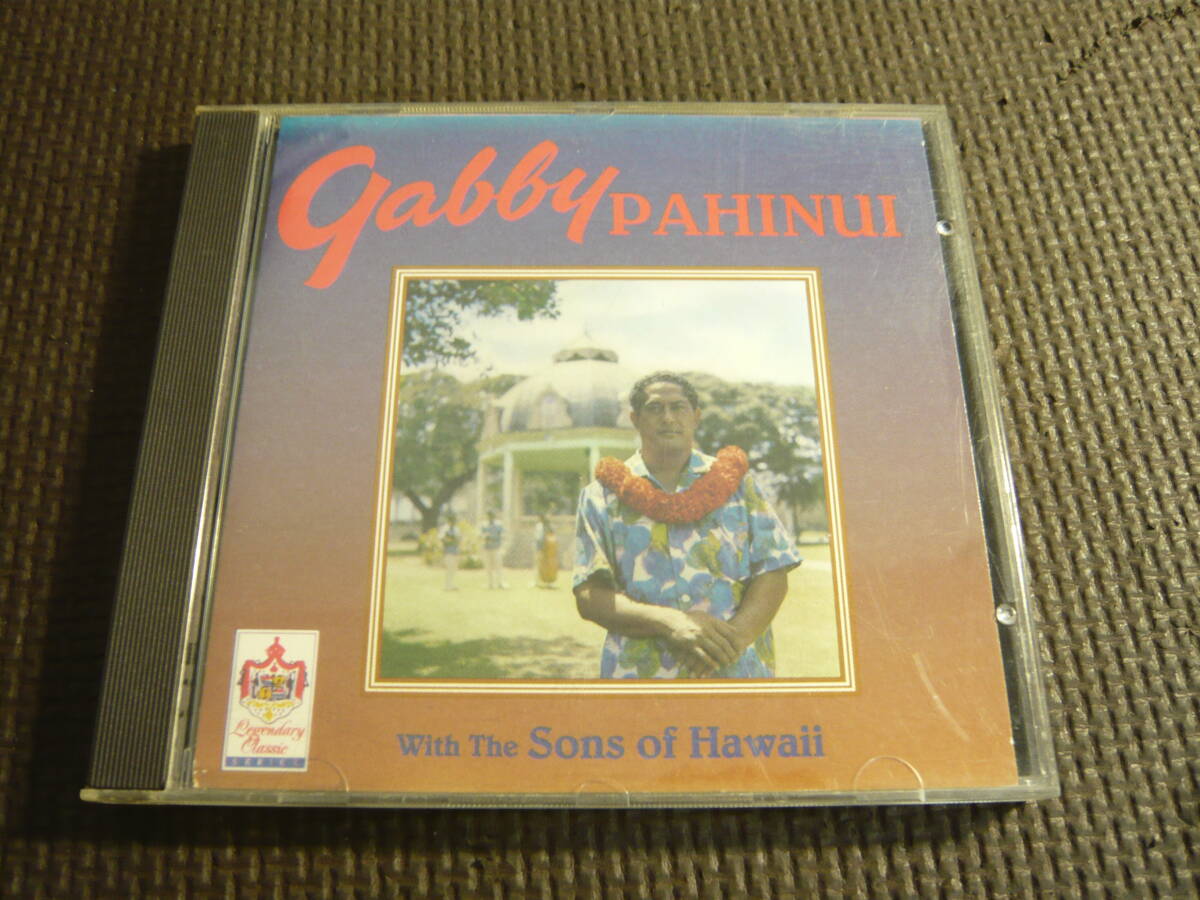 gabby PAHINUI
With The Sons of Hawaii
Legendary
Classic
SERIES